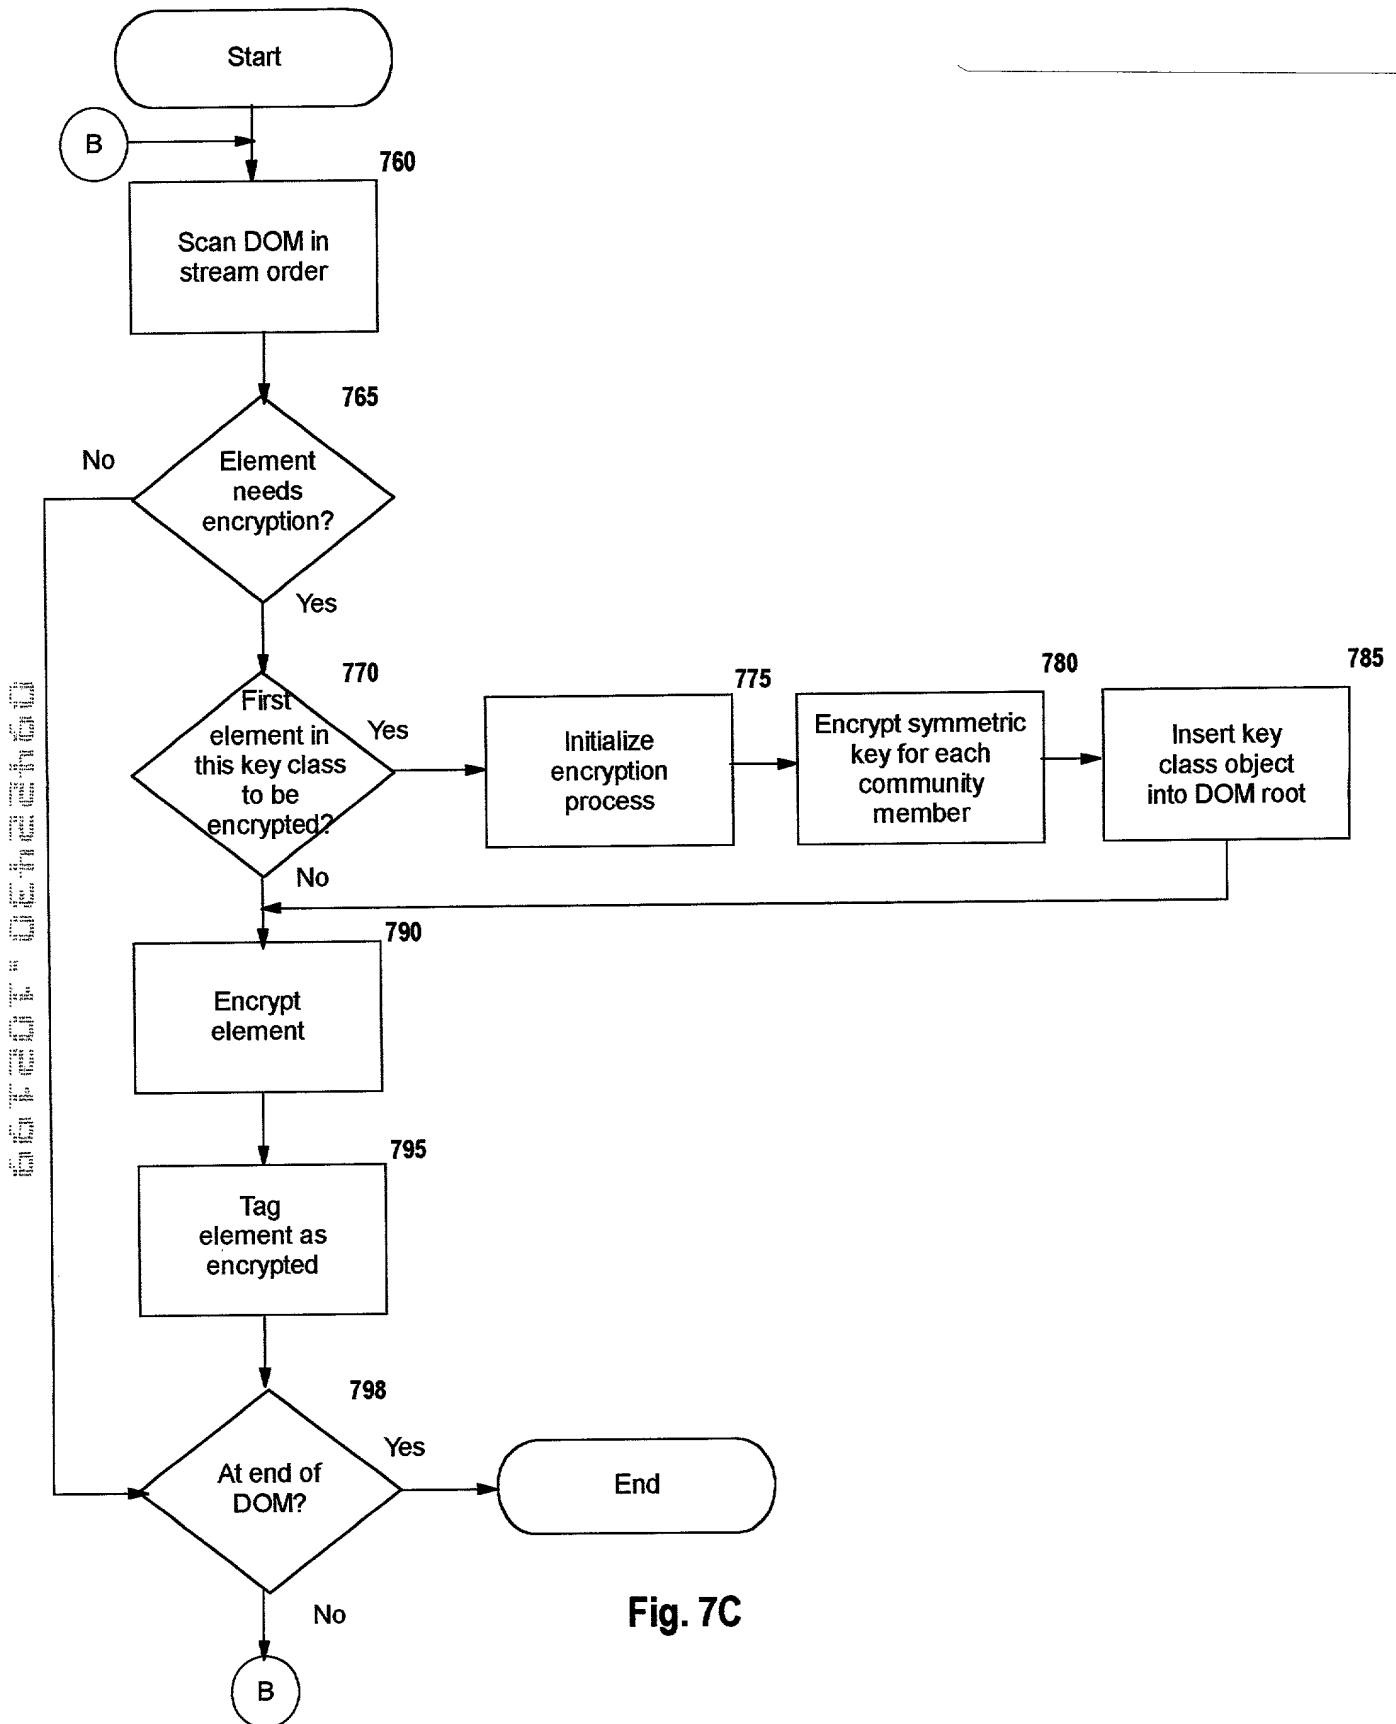 Start
B
760
Scan DOM in
stream order
765
No
Element
needs
encryption?
Yes
770
First
element in
this key class
to be
encrypted?
Yes
775
Initialize
encryption
process
780
Encrypt symmetric
key for each
community
member
785
Insert key
class object
into DOM root
No
790
Encrypt
element
795
Tag
element as
encrypted
798
At end of
DOM?
Yes
End
No
B
Fig. 7C